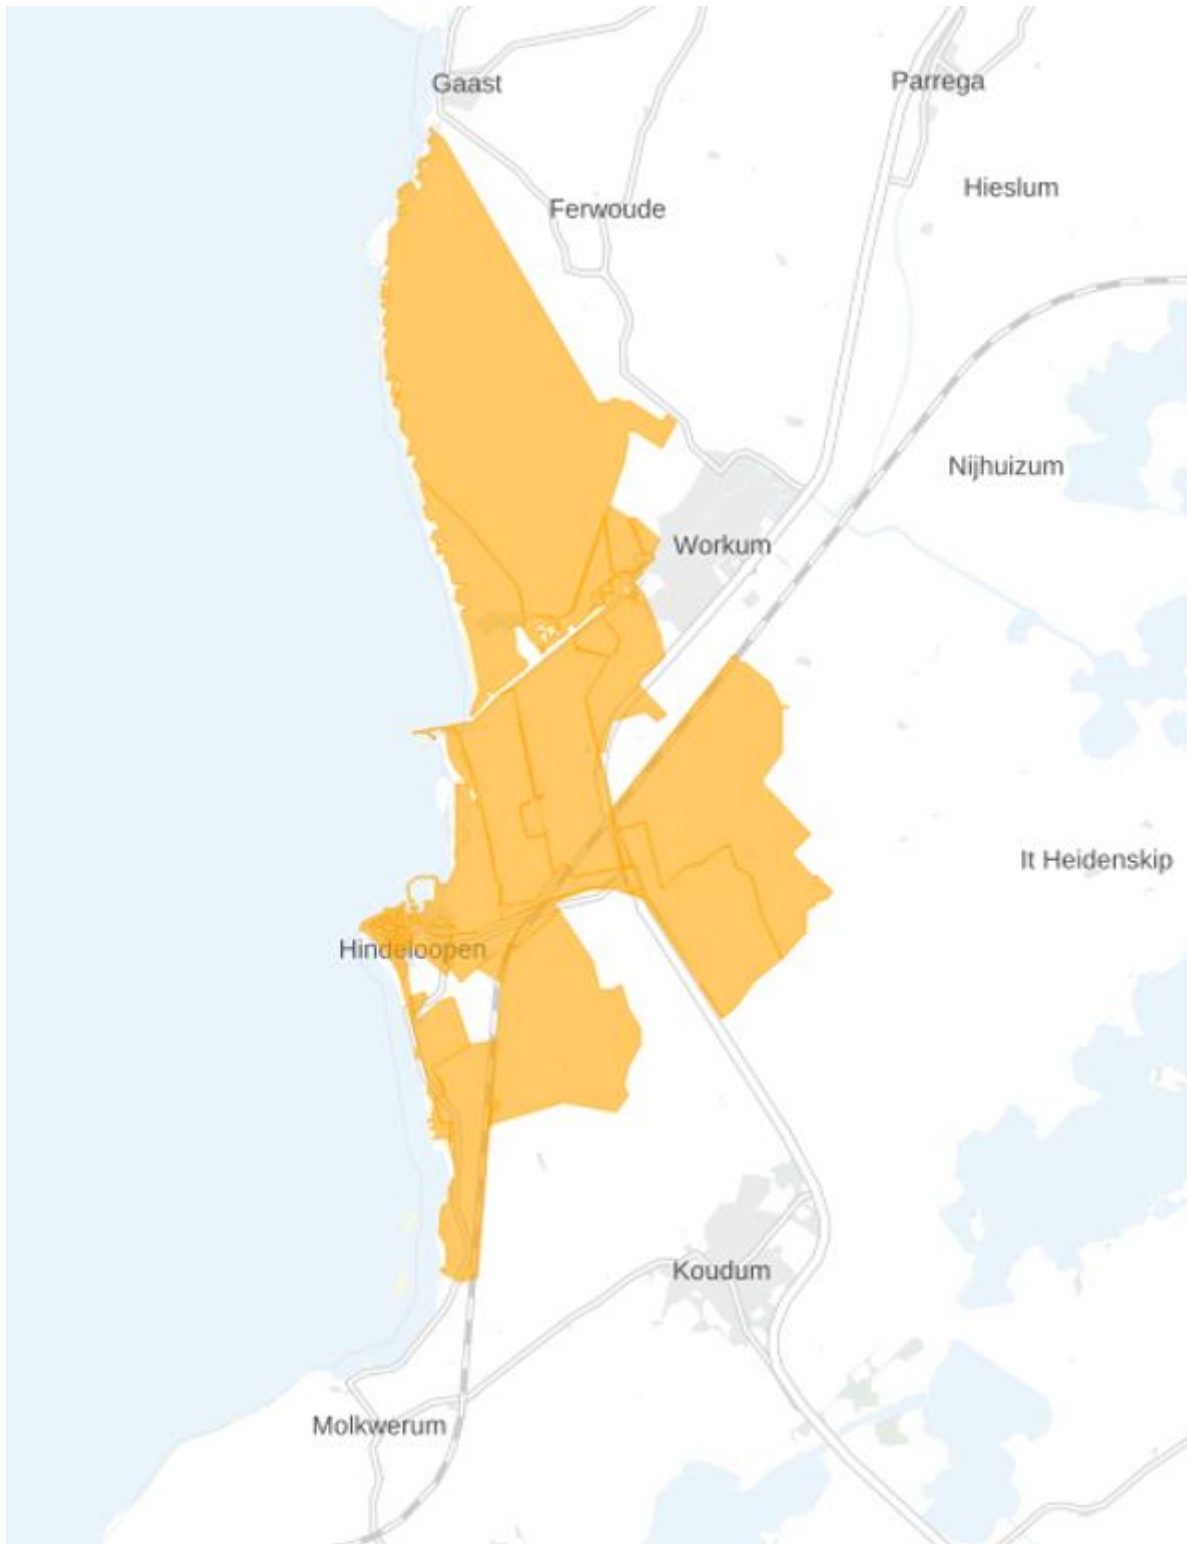 Gaast
Parrega
Hieslum
Ferwoude
Nijhuizum
Workum
It Heidenskip
Hindeloopen
Koudum
Molkwerum